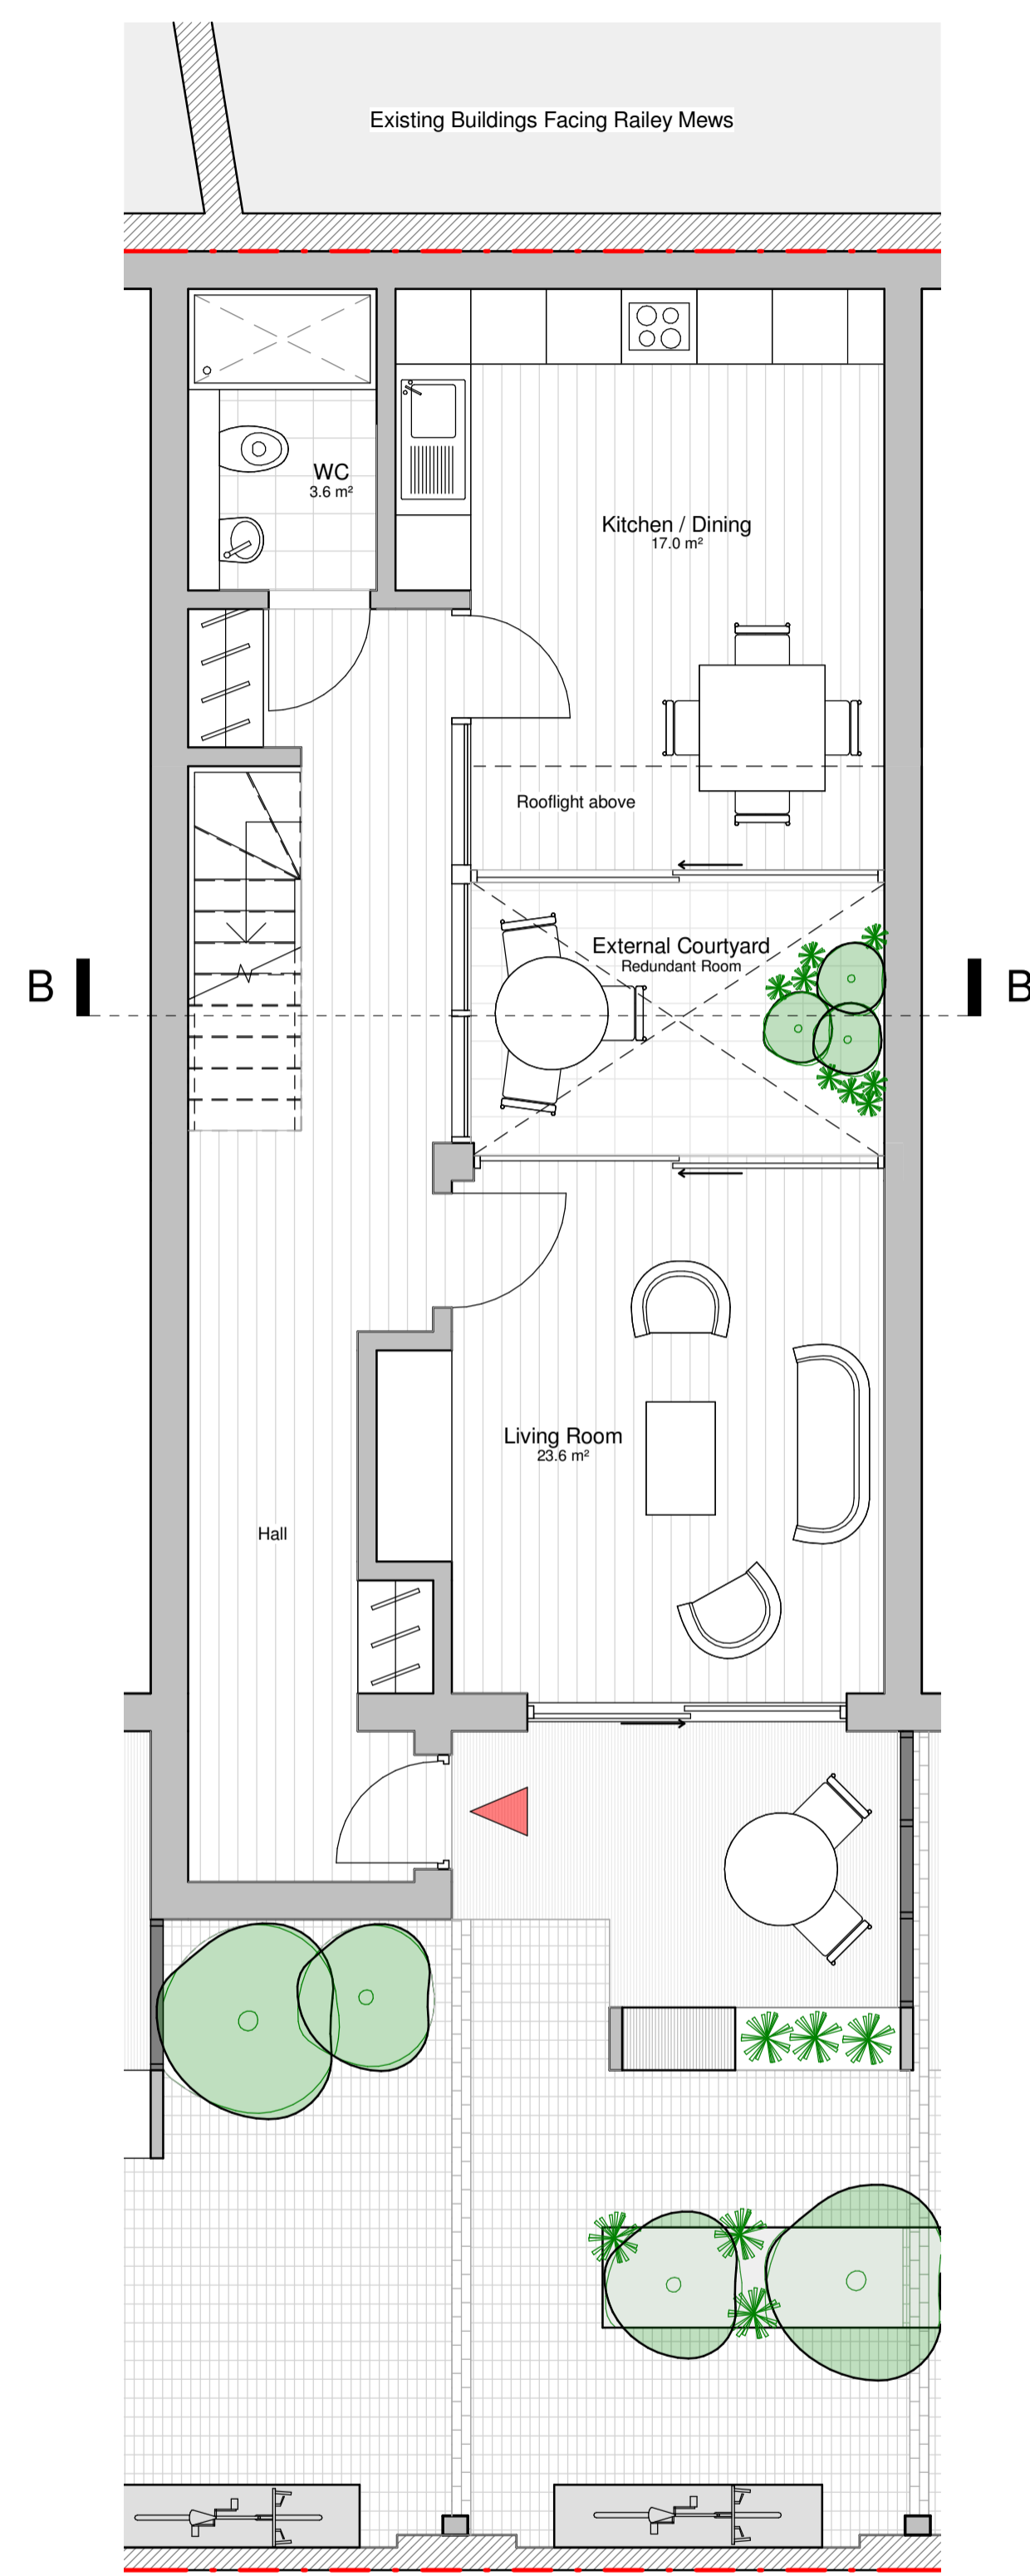 Existing Buildings Facing Railey Mews
WC
3.6 m²
Kitchen / Dining
17.0 m²
Rooflight above
External Courtyard
Redundant Room
B
B
Living Room
23.6 m²
Hall